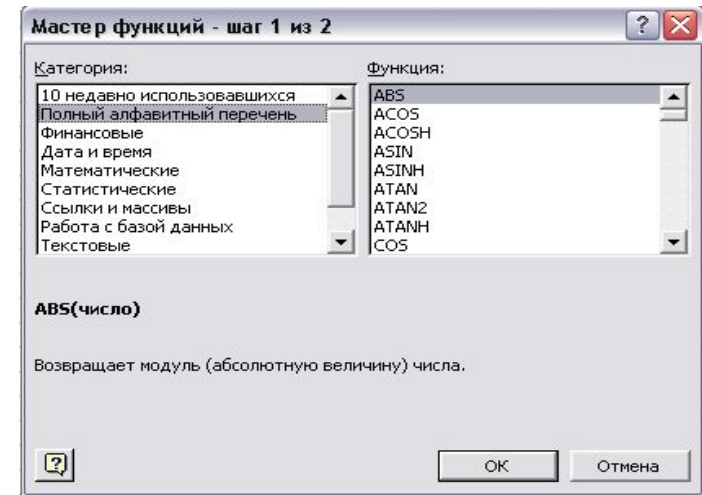 Мастер функций - шаг 1 из 2
Категория:
10 недавно использовавшихся
Полный алфавитный перечень
Финансовые
Дата и время
Математические
Статистические
Ссылки и массивы
Работа с базой данных
Текстовые
Функция:
ABS
ACOS
ACOSH
ASIN
ASINH
ATAN
ATAN2
ATANH
COS
ABS(число)
Возвращает модуль (абсолютную величину) числа.
ОК
Отмена